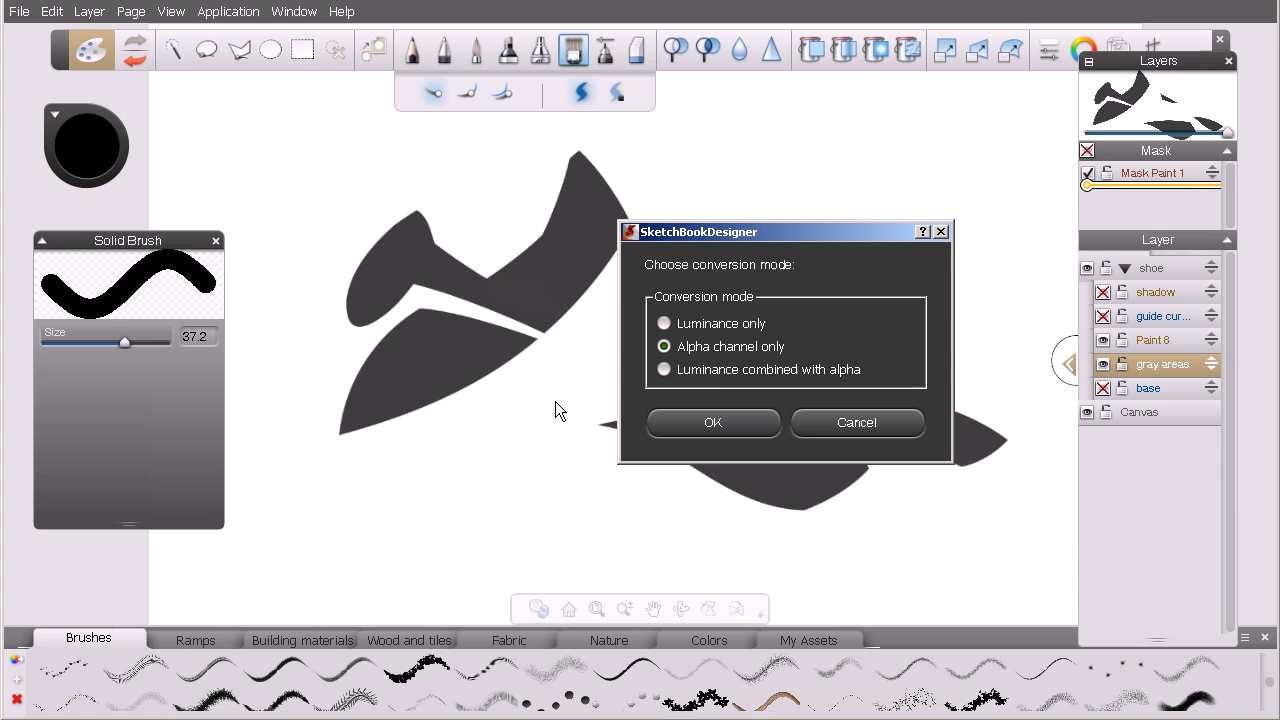 File Edit Layer Page View Application Window Help
Layers
Mask
Mask Paint 1
Layer
shoe
shadow
guide cur...
Paint 8
gray areas
base
Canvas
Solid Brush
Size 37.2
SketchBookDesigner
Choose conversion mode:
Conversion mode
Luminance only
Alpha channel only
Luminance combined with alpha
OK Cancel
Brushes Ramps Building materials Wood and tiles Fabric Nature Colors My Assets